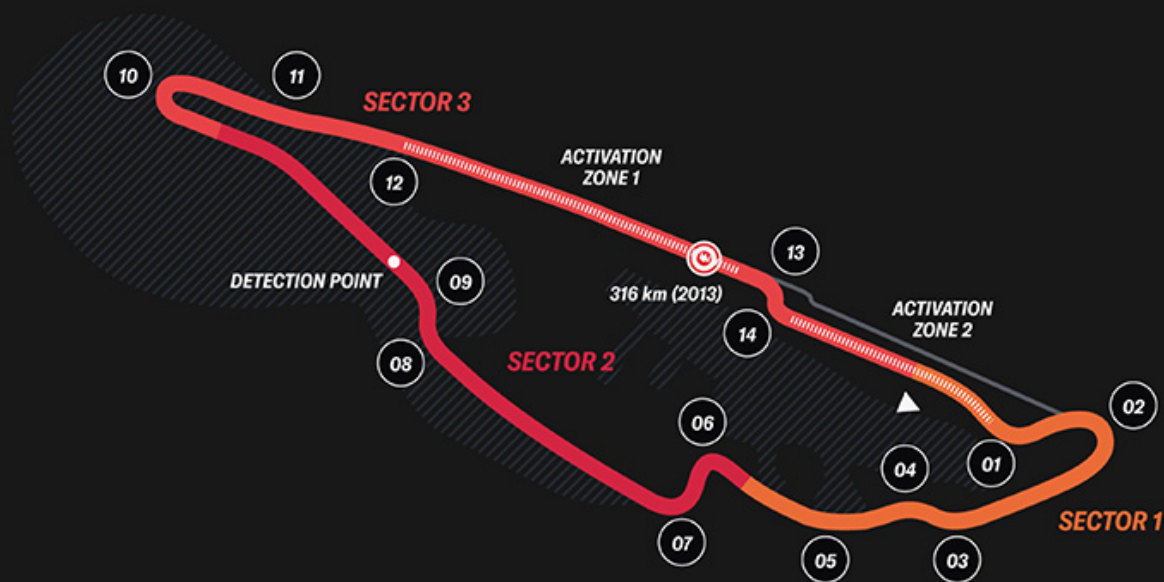 10
11
SECTOR 3
ACTIVATION
ZONE 1
12
13
DETECTION POINT
09
316 km (2013)
ACTIVATION
ZONE 2
14
08
SECTOR 2
02
06
04
01
SECTOR 1
07
05
03